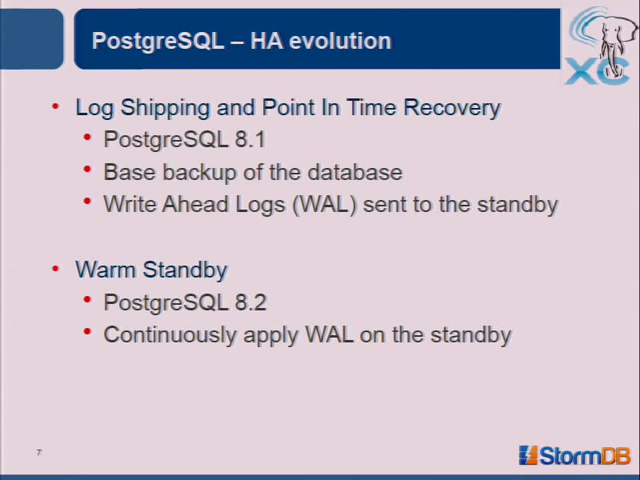 PostgreSQL – HA evolution
XC
• Log Shipping and Point In Time Recovery
• PostgreSQL 8.1
• Base backup of the database
• Write Ahead Logs (WAL) sent to the standby
• Warm Standby
• PostgreSQL 8.2
• Continuously apply WAL on the standby
7
StormDB